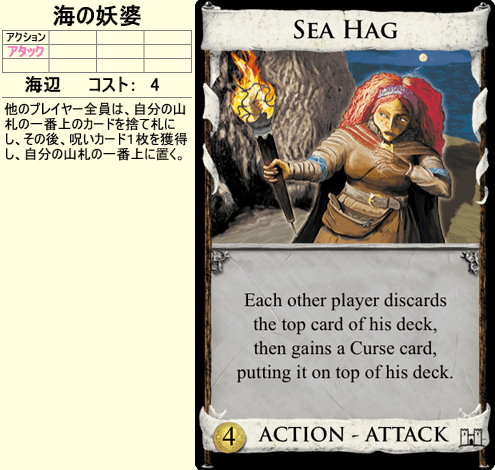 海の妖婆
アクション
アタック
海辺 コスト: 4
他のプレイヤー全員は、自分の山
札の一番上のカードを捨て札に
し、その後、呪いカード1枚を獲得
し、自分の山札の一番上に置く。
SEA HAG
Each other player discards
the top card of his deck,
then gains a Curse card,
putting it on top of his deck.
4 ACTION - ATTACK